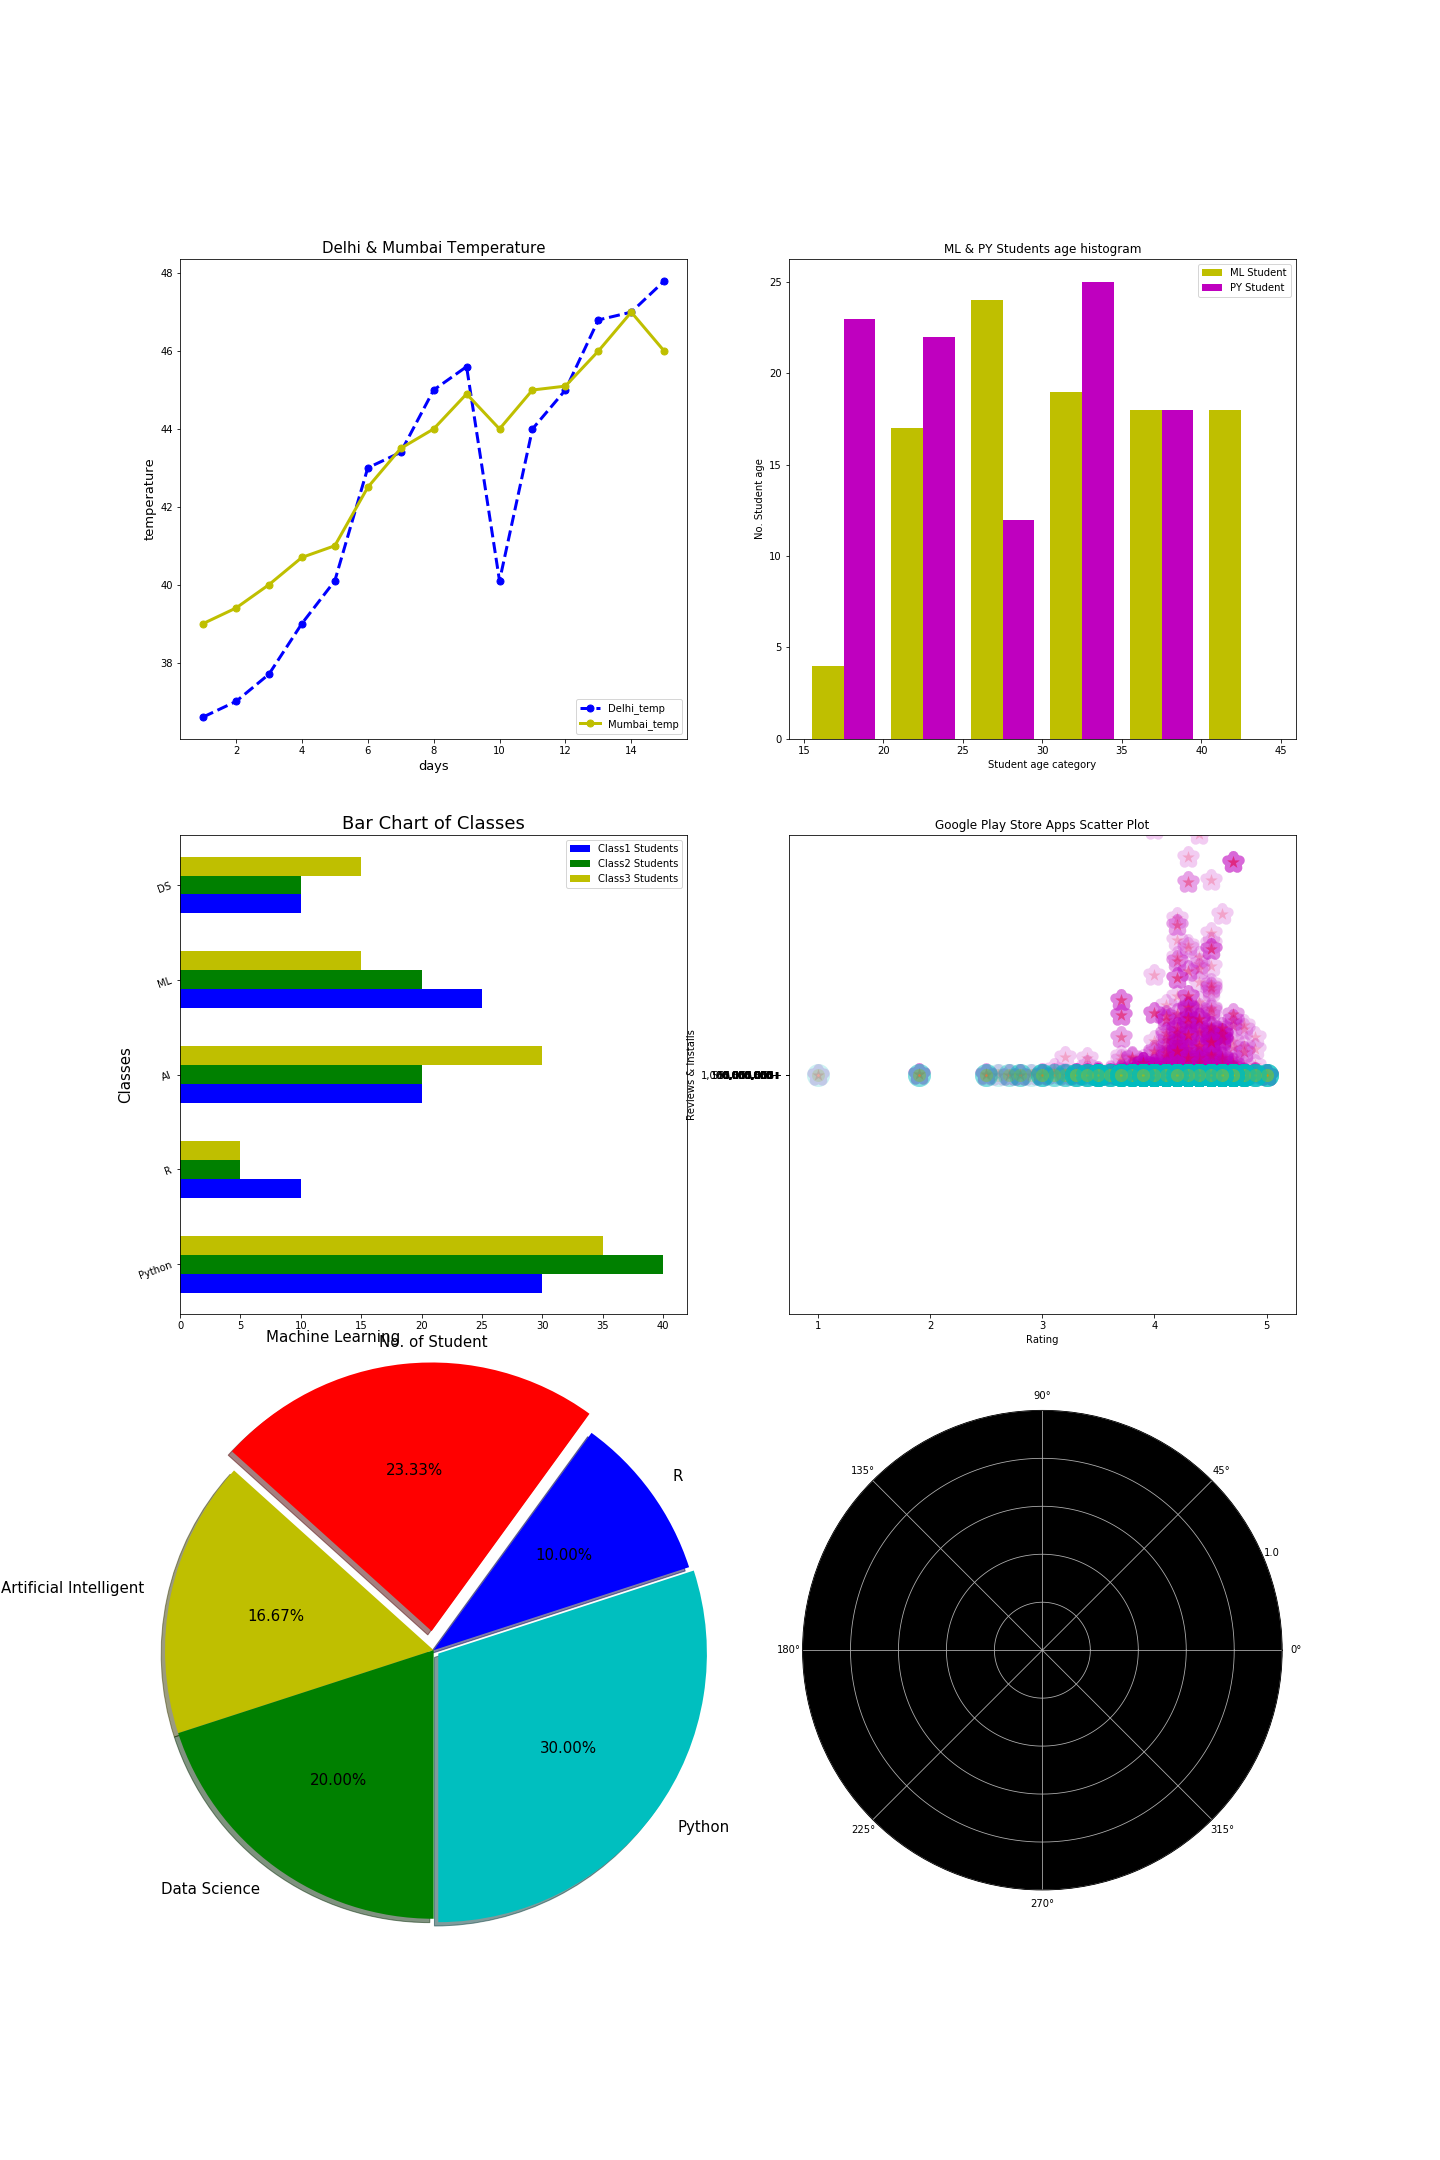 Delhi & Mumbai Temperature
48
46
44
42
40
38
temperature
2 4 6 8 10 12 14
days
Delhi_temp
Mumbai_temp
ML & PY Students age histogram
ML Student
PY Student
25
20
15
10
5
0
No. Student age
15 20 25 30 35 40 45
Student age category
Bar Chart of Classes
Class1 Students
Class2 Students
Class3 Students
DS
ML
AI
R
Python
Classes
0 5 10 15 20 25 30 35 40
No. of Student
Google Play Store Apps Scatter Plot
Reviews & Installs
1 2 3 4 5
Rating
Machine Learning
23.33%
R
10.00%
Artificial Intelligent
16.67%
20.00%
30.00%
Python
Data Science
90°
135°
45°
1.0
180°
0°
225°
315°
270°